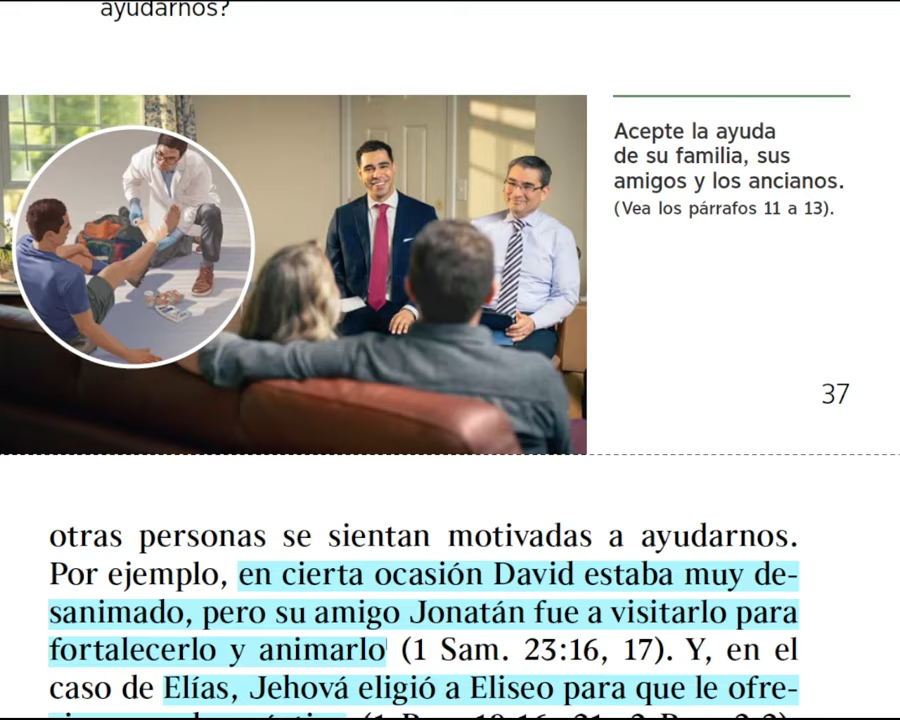 ayudarnos?
Acepte la ayuda
de su familia, sus
amigos y los ancianos.
(Vea los párrafos 11 a 13).
37
otras personas se sientan motivadas a ayudarnos.
Por ejemplo, en cierta ocasión David estaba muy de-
sanimado, pero su amigo Jonatán fue a visitarlo para
fortalecerlo y animarlo (1 Sam. 23:16, 17). Y, en el
caso de Elías, Jehová eligió a Eliseo para que le ofre-